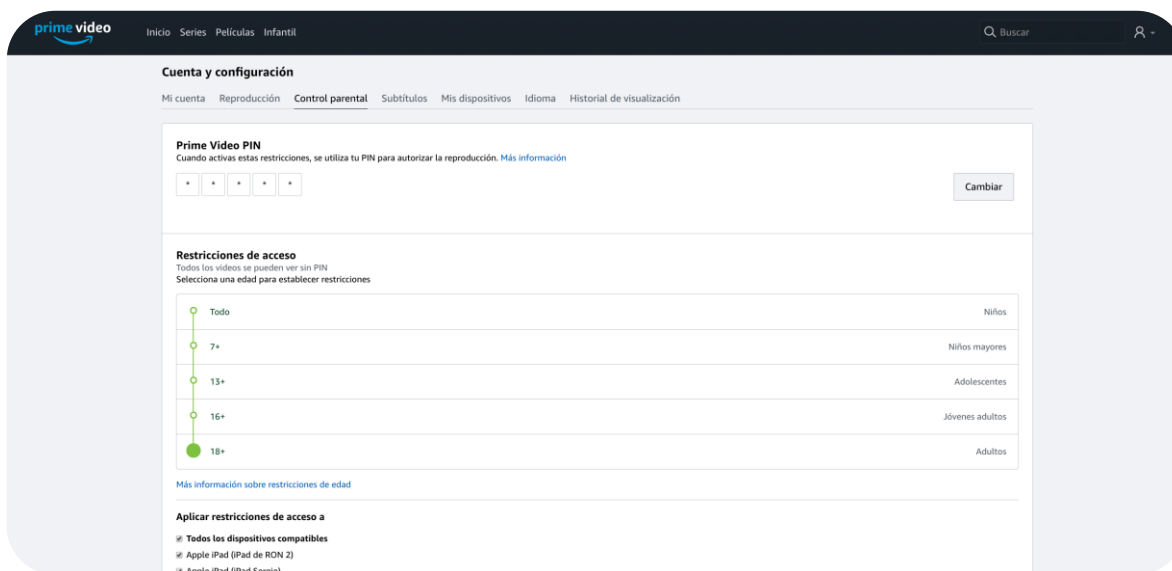 prime video
Inicio Series Películas Infantil
Buscar
Cuenta y configuración
Mi cuenta Reproducción Control parental Subtítulos Mis dispositivos Idioma Historial de visualización
Prime Video PIN
Cuando activas estas restricciones, se utiliza tu PIN para autorizar la reproducción. Más información
* * * * *
Cambiar
Restricciones de acceso
Todos los videos se pueden ver sin PIN
Selecciona una edad para establecer restricciones
Todo Niños
7+ Niños mayores
13+ Adolescentes
16+ Jóvenes adultos
18+ Adultos
Más información sobre restricciones de edad
Aplicar restricciones de acceso a
Todos los dispositivos compatibles
Apple iPad (iPad de RON 2)
Apple iPad (iPad Sergio)